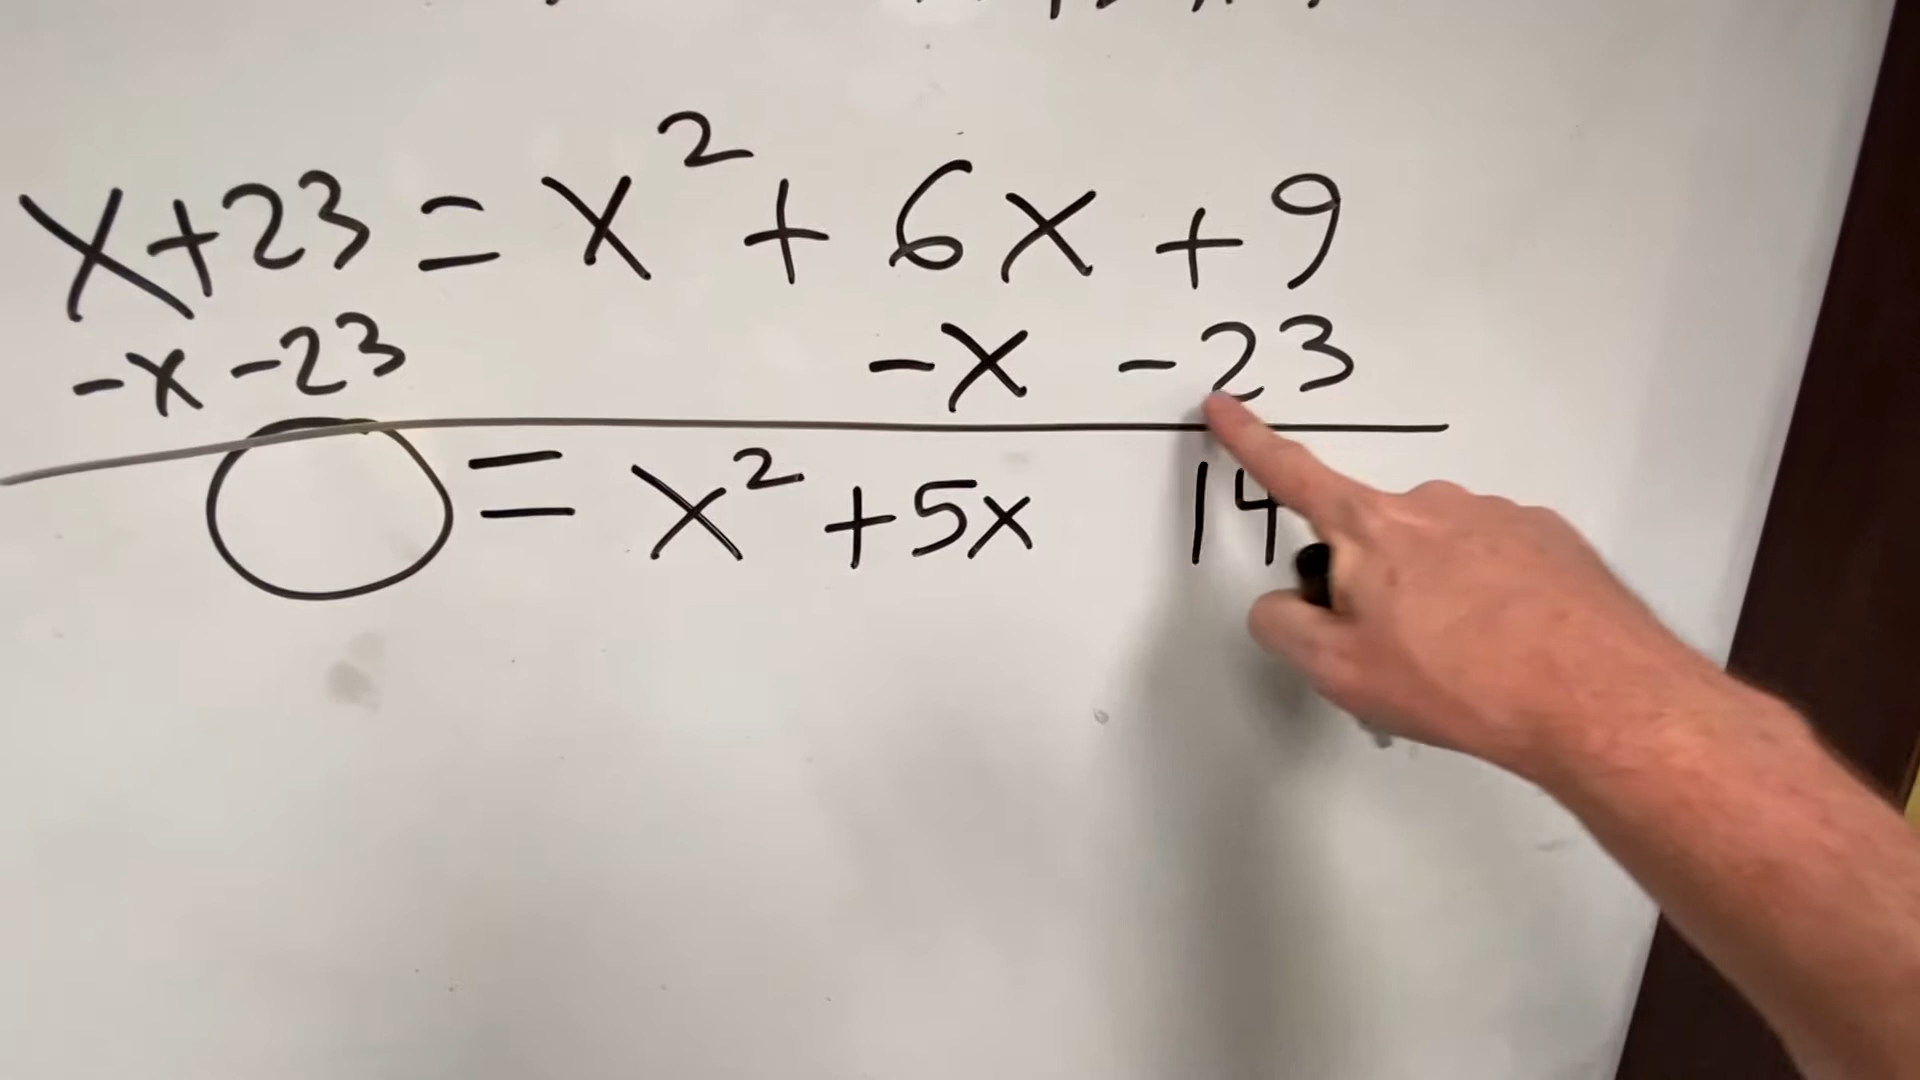 x+23 = x² + 6x + 9
-x -23 -x -23
0 = x² +5x 14